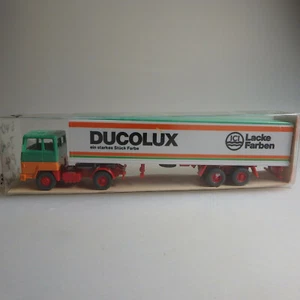 DUCOLUX
ein starkes Stück Farbe
ICI
Lacke
Farben